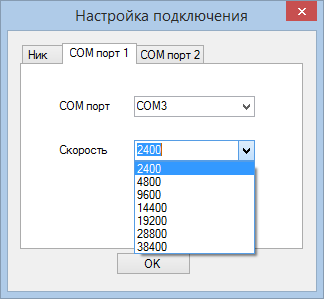 Настройка подключения
Ник COM порт 1 COM порт 2
COM порт COM3
Скорость 2400
2400
4800
9600
14400
19200
28800
38400
OK